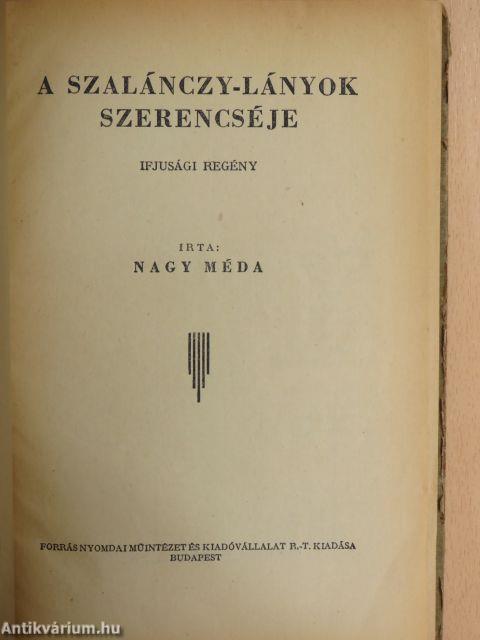 A SZALÁNCZY-LÁNYOK
SZERENCSÉJE
IFJUSÁGI REGÉNY
IRTA:
NAGY MÉDA
FORRÁS NYOMDAI MŰINTÉZET ÉS KIADÓVÁLLALAT R.-T. KIADÁSA
BUDAPEST
Antikvárium.hu